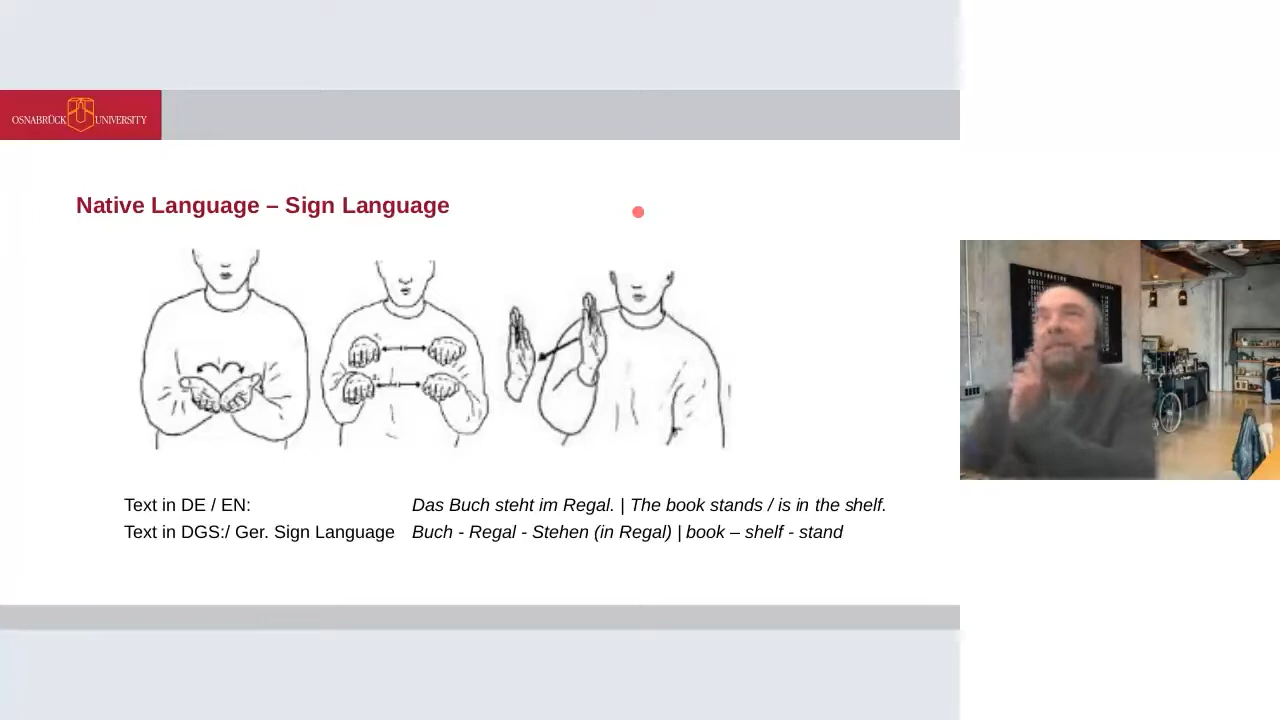 OSNABRÜCK UNIVERSITY
Native Language – Sign Language
Text in DE / EN: Das Buch steht im Regal. | The book stands / is in the shelf.
Text in DGS:/ Ger. Sign Language Buch - Regal - Stehen (in Regal) | book – shelf - stand